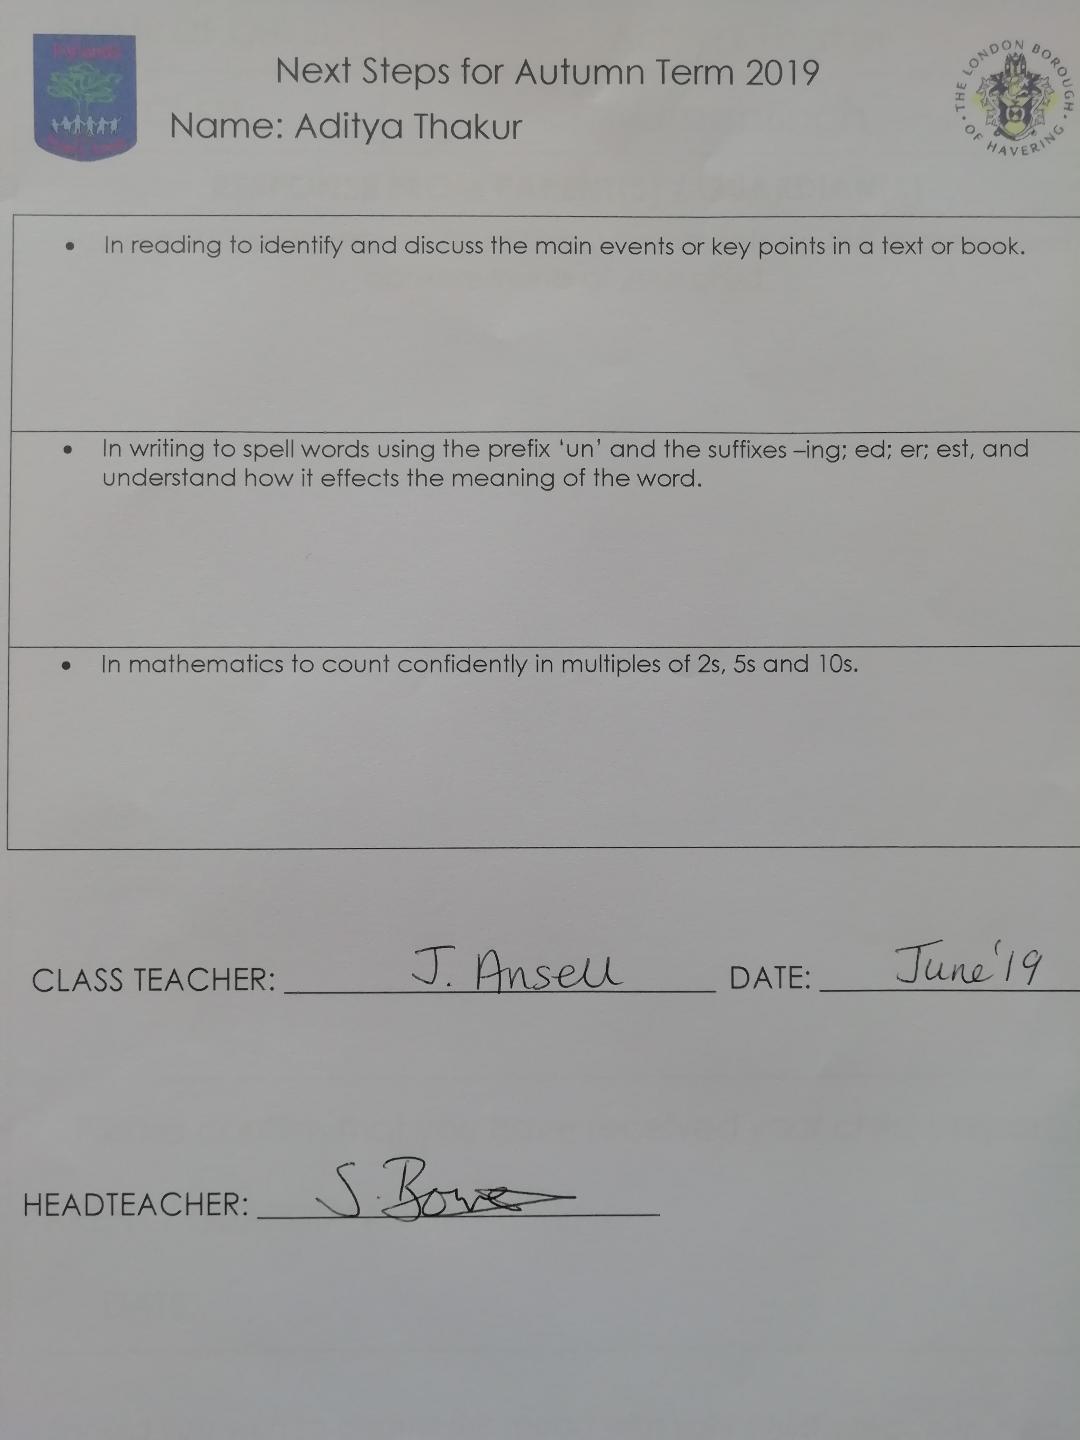 Next Steps for Autumn Term 2019
Name: Aditya Thakur
THE LONDON BOROUGH
OF HAVERING
• In reading to identify and discuss the main events or key points in a text or book.
• In writing to spell words using the prefix ‘un’ and the suffixes –ing; ed; er; est, and
understand how it effects the meaning of the word.
• In mathematics to count confidently in multiples of 2s, 5s and 10s.
CLASS TEACHER: J. Ansell DATE: June '19
HEADTEACHER: S. Bowe